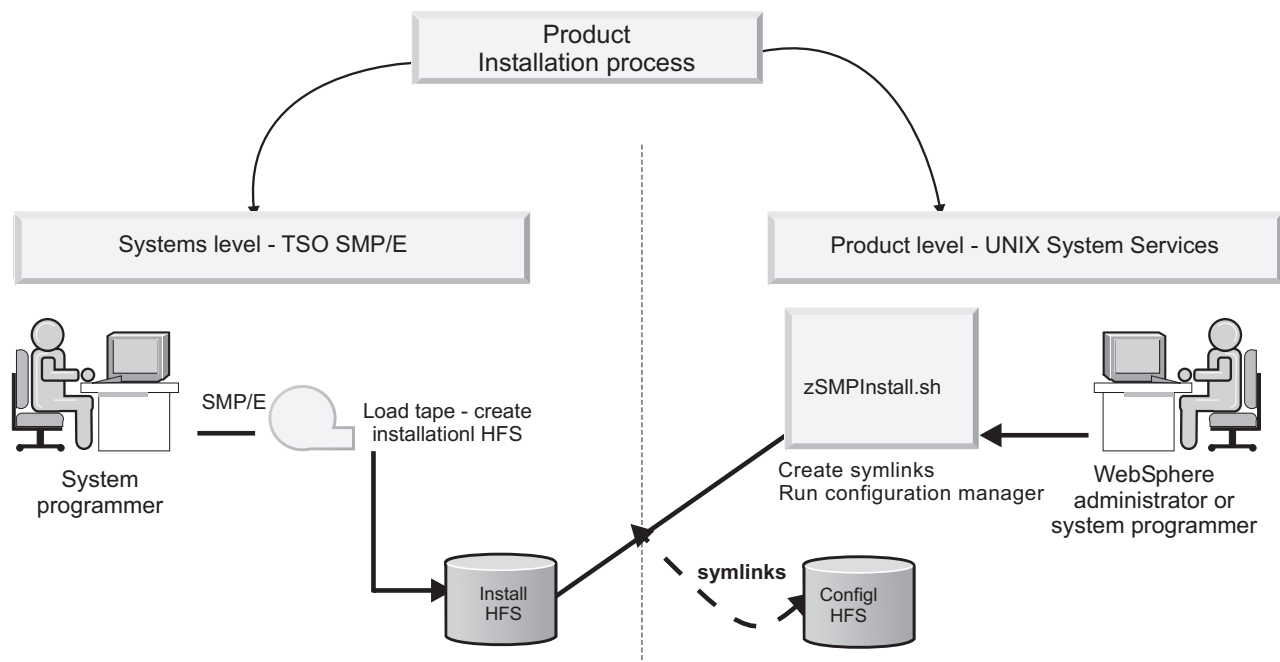 Product
Installation process
Systems level - TSO SMP/E
Product level - UNIX System Services
SMP/E
Load tape - create
installationl HFS
System
programmer
Install
HFS
zSMPInstall.sh
Create symlinks
Run configuration manager
WebSphere
administrator or
system programmer
symlinks
Configl
HFS